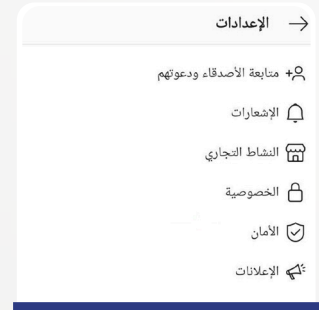 الإعدادات
متابعة الأصدقاء ودعوتهم
الإشعارات
النشاط التجاري
الخصوصية
الأمان
الإعلانات